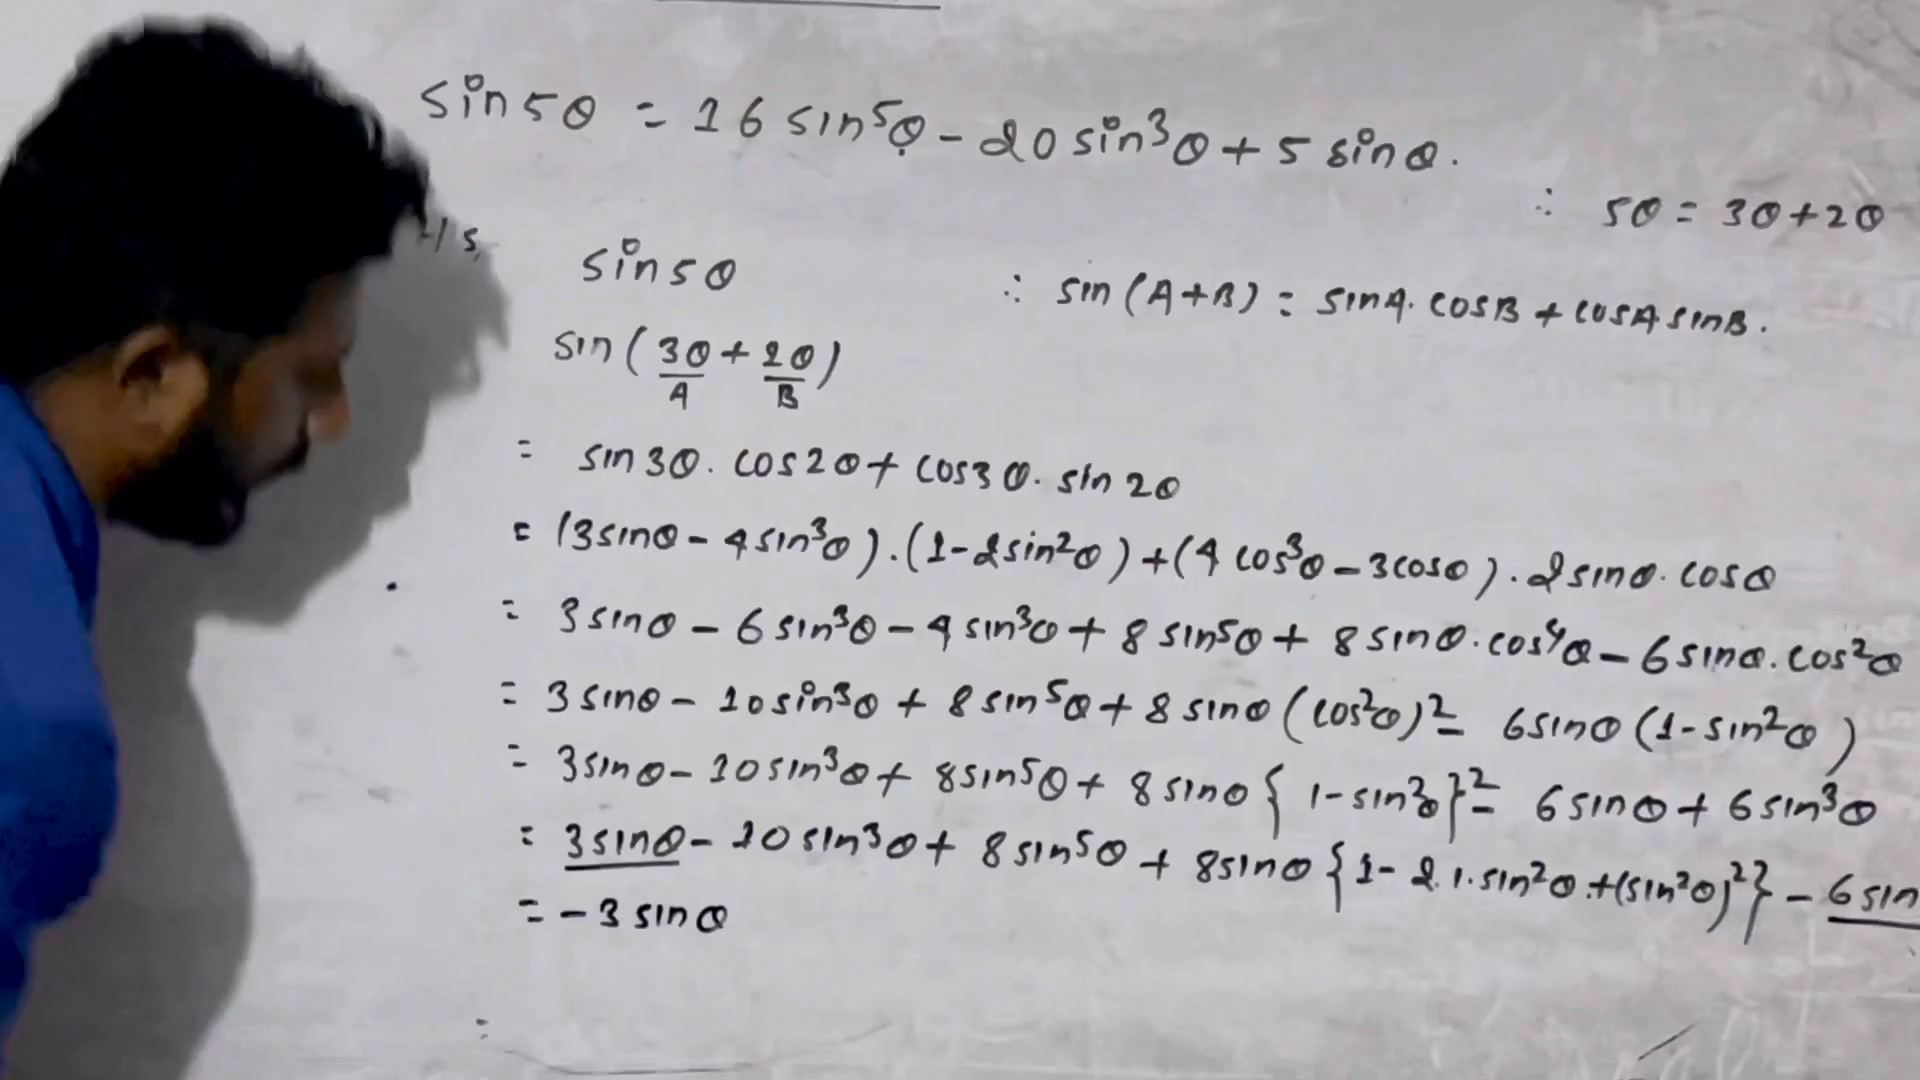 sin5θ = 16 sin⁵θ - 20 sin³θ + 5 sinθ.
∴ 5θ = 3θ+2θ
sin5θ
∴ sin(A+B) = sinA. cosB + cosA sinB.
sin(3θ + 2θ)
A B
= sin3θ. cos2θ + cos3θ. sin2θ
= (3sinθ - 4sin³θ).(1-2sin²θ) + (4cos³θ - 3cosθ). 2sinθ. cosθ
= 3sinθ - 6sin³θ - 4sin³θ + 8sin⁵θ + 8sinθ. cos⁴θ - 6sinθ. cos²θ
= 3sinθ - 10sin³θ + 8sin⁵θ + 8sinθ (cos²θ)² - 6sinθ (1-sin²θ)
= 3sinθ - 10sin³θ + 8sin⁵θ + 8sinθ {1-sin²θ}² - 6sinθ + 6sin³θ
= 3sinθ - 10sin³θ + 8sin⁵θ + 8sinθ {1- 2.1.sin²θ + (sin²θ)²} - 6sin
= -3sinθ